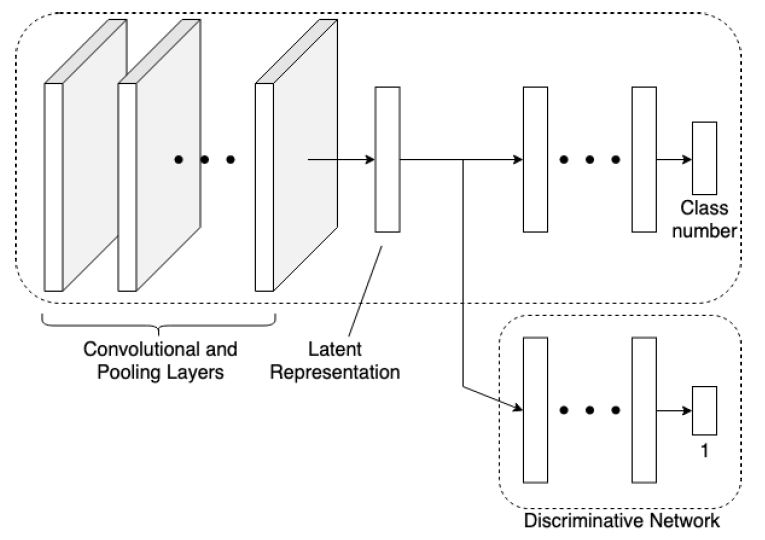 Class
number
Convolutional and
Pooling Layers
Latent
Representation
1
Discriminative Network